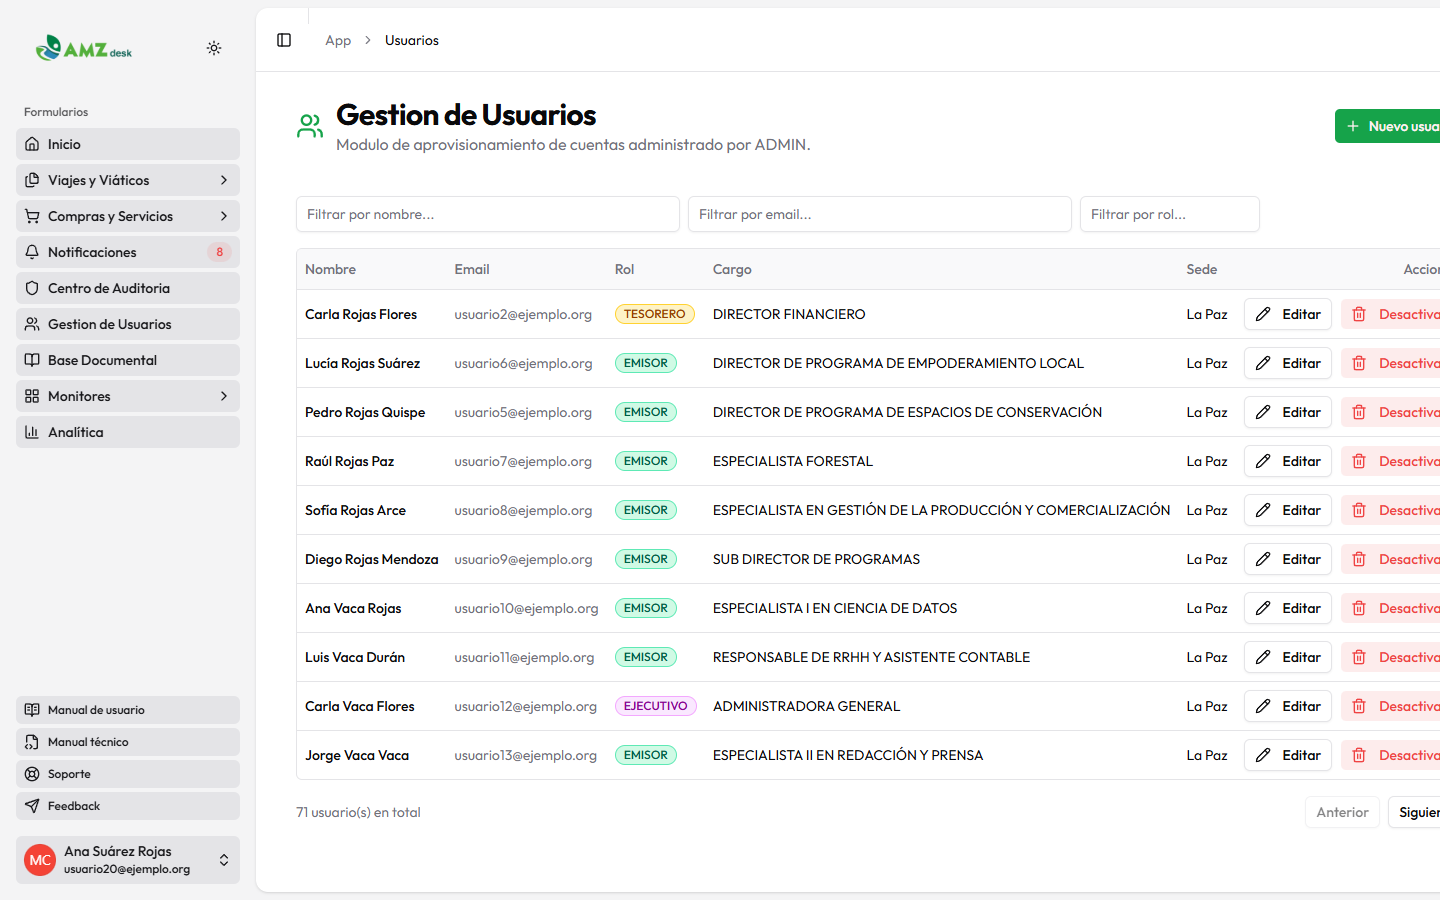 AMZ desk
Formularios
Inicio
Viajes y Viáticos
Compras y Servicios
Notificaciones 8
Centro de Auditoria
Gestion de Usuarios
Base Documental
Monitores
Analítica
Manual de usuario
Manual técnico
Soporte
Feedback
MC Ana Suárez Rojas
usuario20@ejemplo.org
App > Usuarios
Gestion de Usuarios
Modulo de aprovisionamiento de cuentas administrado por ADMIN.
+ Nuevo usua
Filtrar por nombre... Filtrar por email... Filtrar por rol...
Nombre Email Rol Cargo Sede Accion
Carla Rojas Flores usuario2@ejemplo.org TESORERO DIRECTOR FINANCIERO La Paz Editar Desactiva
Lucía Rojas Suárez usuario6@ejemplo.org EMISOR DIRECTOR DE PROGRAMA DE EMPODERAMIENTO LOCAL La Paz Editar Desactiva
Pedro Rojas Quispe usuario5@ejemplo.org EMISOR DIRECTOR DE PROGRAMA DE ESPACIOS DE CONSERVACIÓN La Paz Editar Desactiva
Raúl Rojas Paz usuario7@ejemplo.org EMISOR ESPECIALISTA FORESTAL La Paz Editar Desactiva
Sofía Rojas Arce usuario8@ejemplo.org EMISOR ESPECIALISTA EN GESTIÓN DE LA PRODUCCIÓN Y COMERCIALIZACIÓN La Paz Editar Desactiva
Diego Rojas Mendoza usuario9@ejemplo.org EMISOR SUB DIRECTOR DE PROGRAMAS La Paz Editar Desactiva
Ana Vaca Rojas usuario10@ejemplo.org EMISOR ESPECIALISTA I EN CIENCIA DE DATOS La Paz Editar Desactiva
Luis Vaca Durán usuario11@ejemplo.org EMISOR RESPONSABLE DE RRHH Y ASISTENTE CONTABLE La Paz Editar Desactiva
Carla Vaca Flores usuario12@ejemplo.org EJECUTIVO ADMINISTRADORA GENERAL La Paz Editar Desactiva
Jorge Vaca Vaca usuario13@ejemplo.org EMISOR ESPECIALISTA II EN REDACCIÓN Y PRENSA La Paz Editar Desactiva
71 usuario(s) en total Anterior Siguien